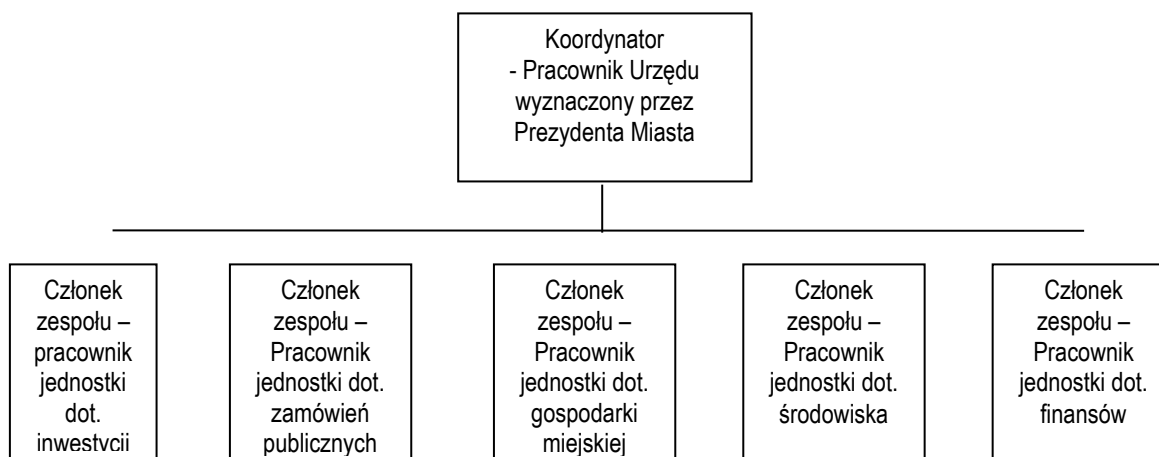 Koordynator
- Pracownik Urzędu
wyznaczony przez
Prezydenta Miasta
Członek
zespołu –
pracownik
jednostki
dot.
inwestycji
Członek
zespołu –
Pracownik
jednostki dot.
zamówień
publicznych
Członek
zespołu –
Pracownik
jednostki dot.
gospodarki
miejskiej
Członek
zespołu –
Pracownik
jednostki dot.
środowiska
Członek
zespołu –
Pracownik
jednostki dot.
finansów